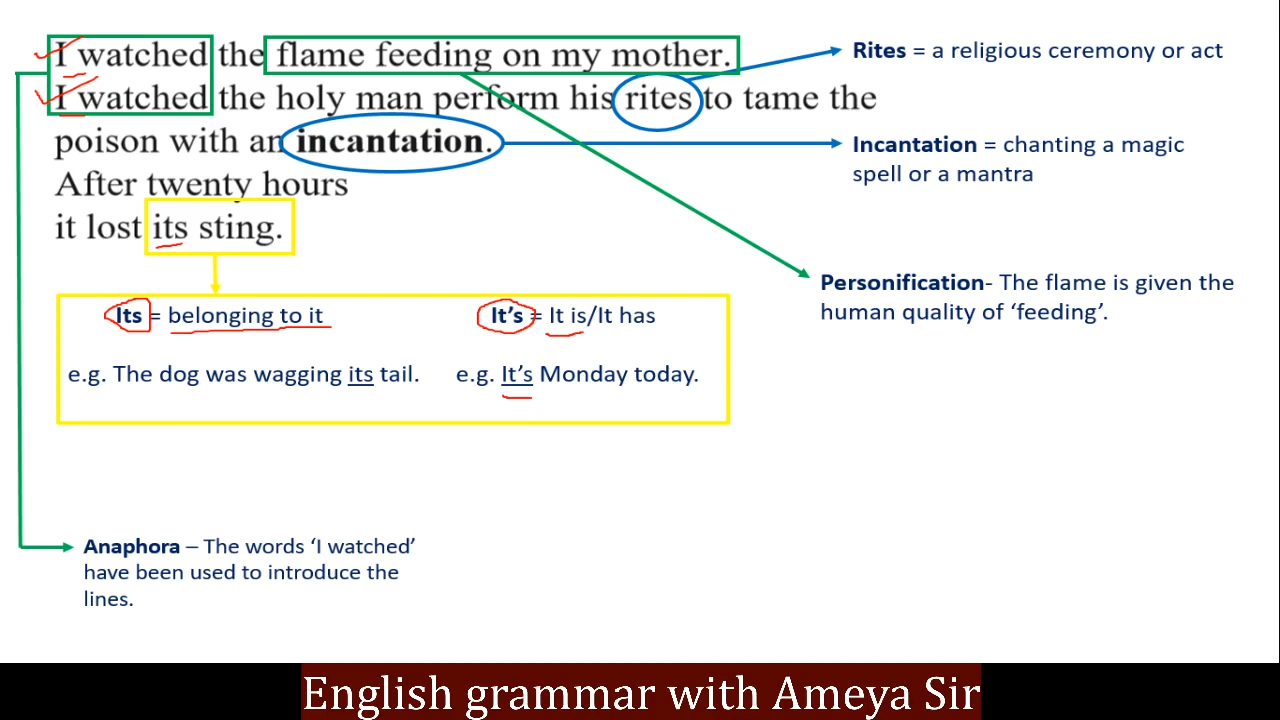 I watched the flame feeding on my mother.
I watched the holy man perform his rites to tame the
poison with an incantation.
After twenty hours
it lost its sting.
Rites = a religious ceremony or act
Incantation = chanting a magic
spell or a mantra
Personification- The flame is given the
human quality of ‘feeding’.
Its = belonging to it
It’s = It is/It has
e.g. The dog was wagging its tail.
e.g. It’s Monday today.
Anaphora – The words ‘I watched’
have been used to introduce the
lines.
English grammar with Ameya Sir